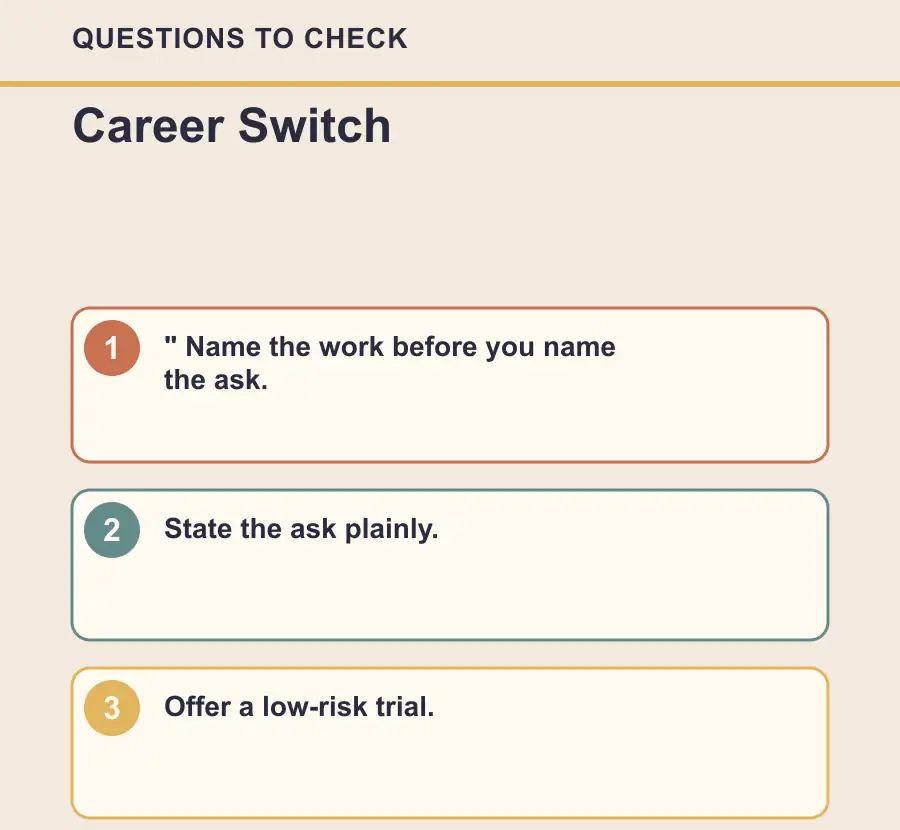 QUESTIONS TO CHECK
Career Switch
1
" Name the work before you name
the ask.
2
State the ask plainly.
3
Offer a low-risk trial.